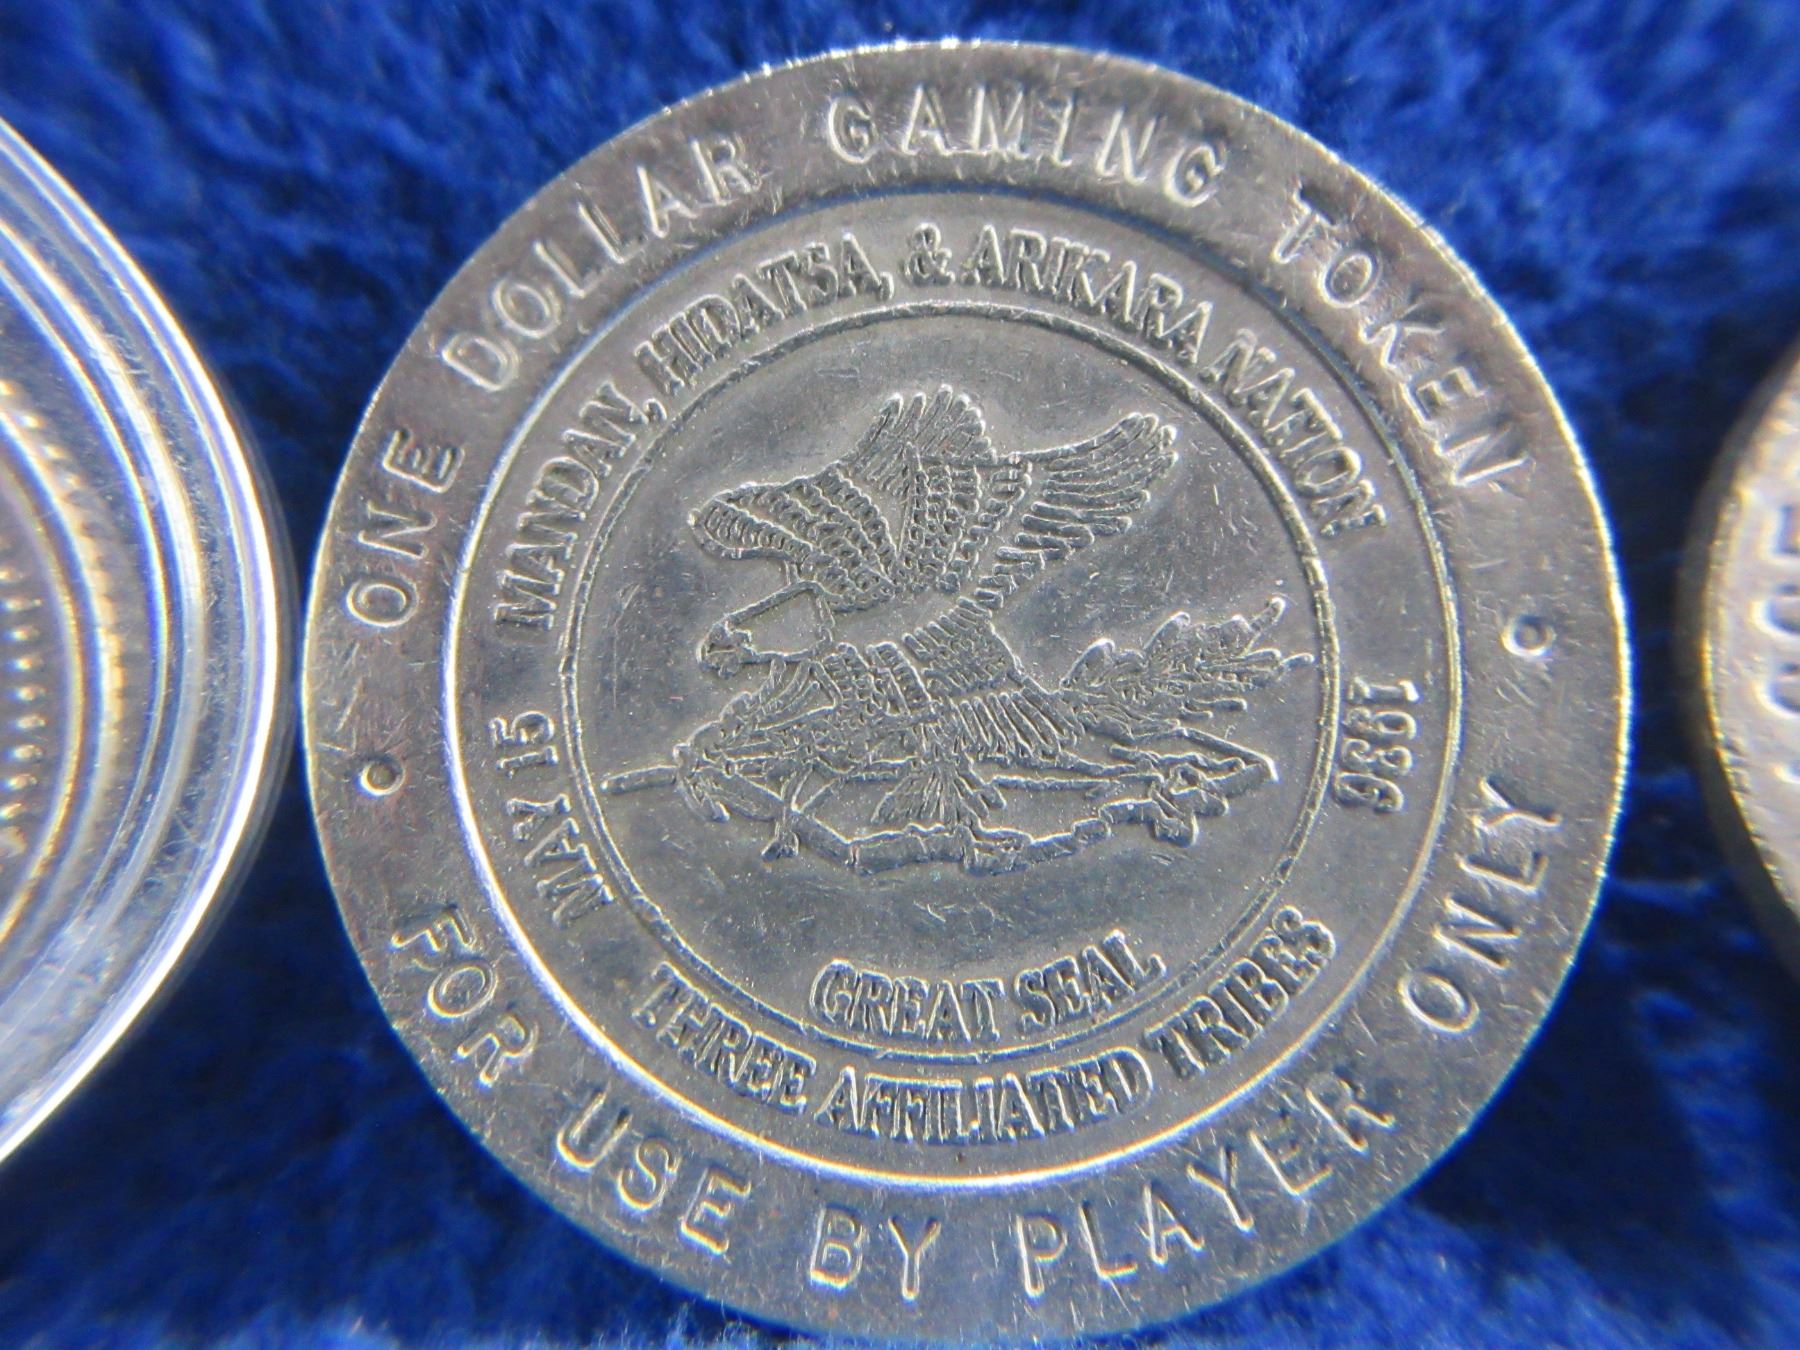 ONE DOLLAR GAMING TOKEN
FOR USE BY PLAYER ONLY
MANDAN, HIDATSA, & ARIKARA NATION
MAY 15
1936
THREE AFFILIATED TRIBES
GREAT SEAL